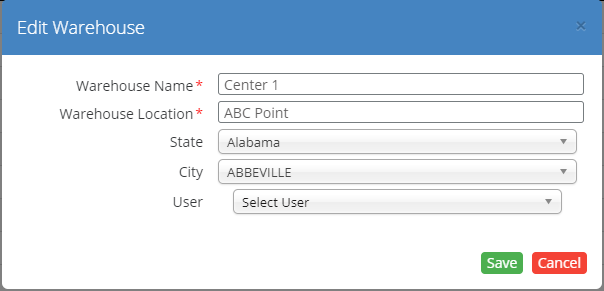 Edit Warehouse ×
Warehouse Name* Center 1
Warehouse Location* ABC Point
State Alabama
City ABBEVILLE
User Select User
Save Cancel